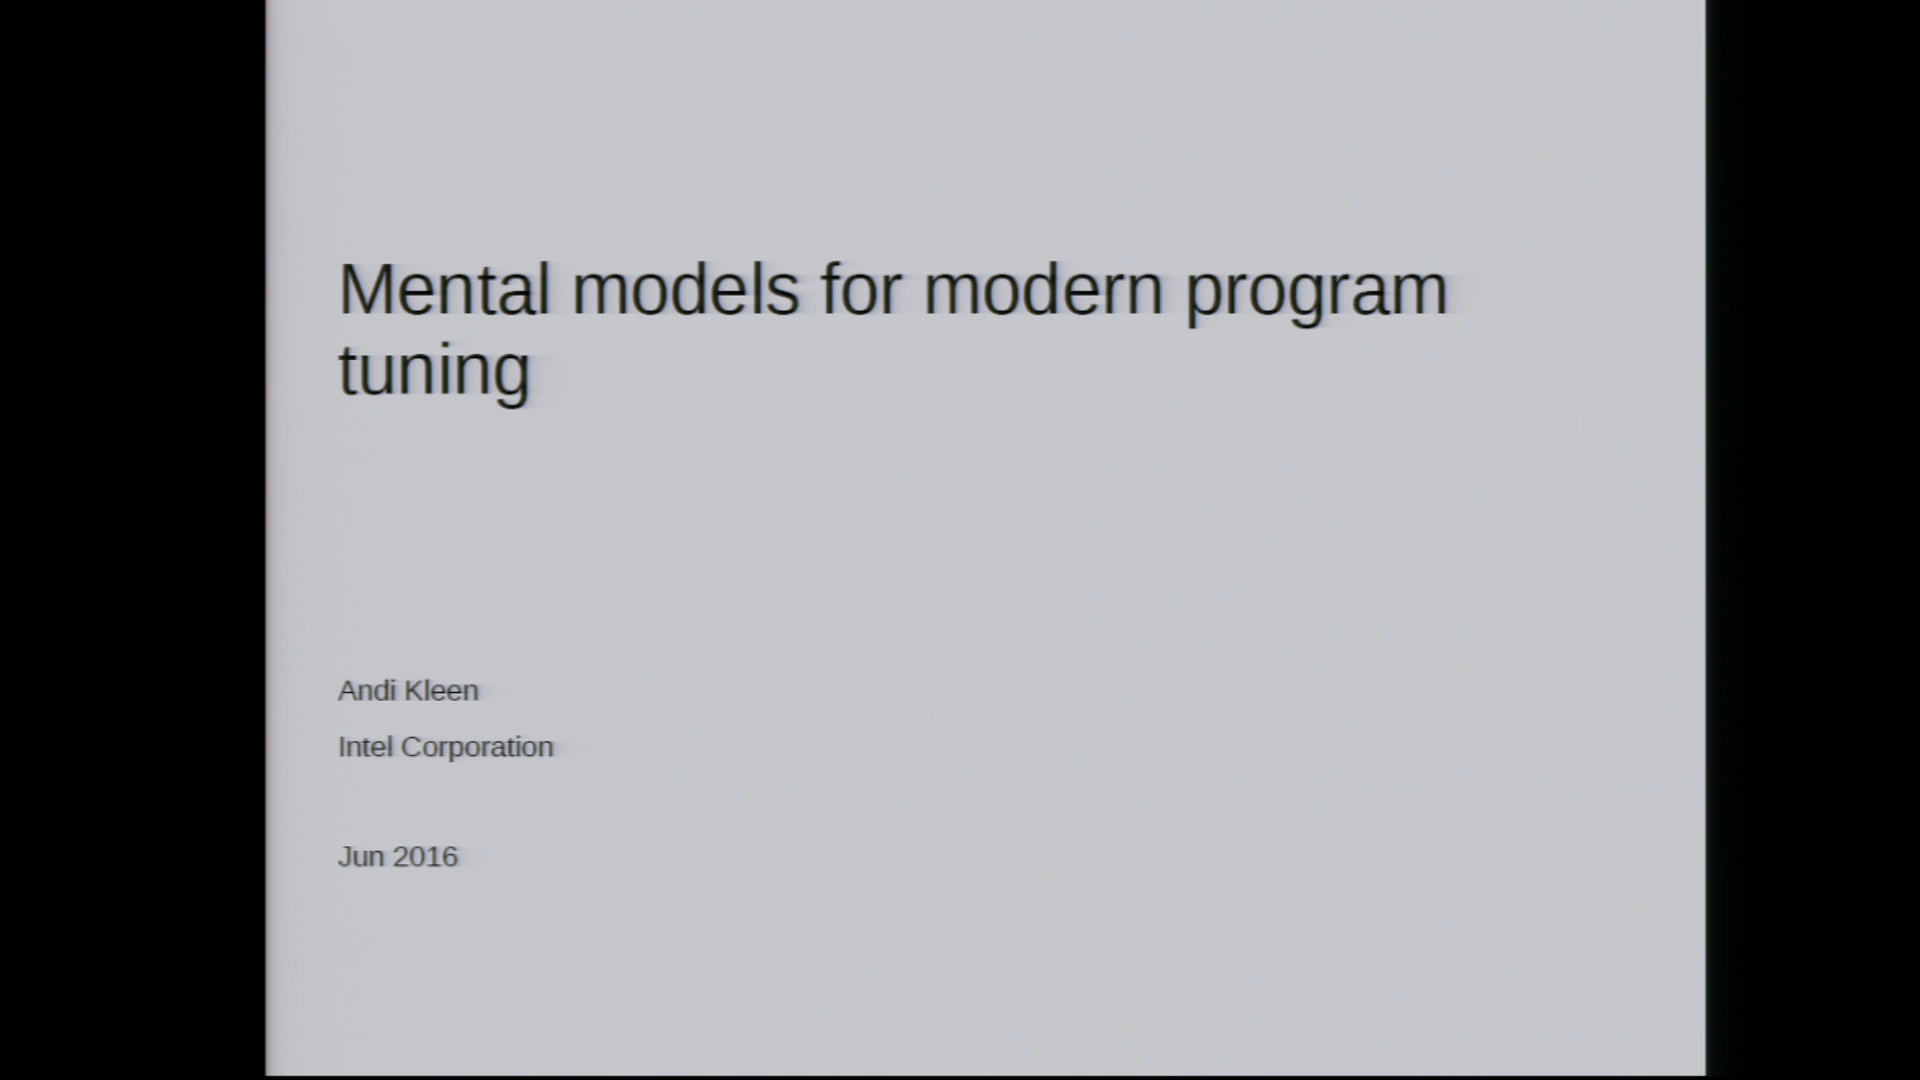 Mental models for modern program
tuning
Andi Kleen
Intel Corporation
Jun 2016